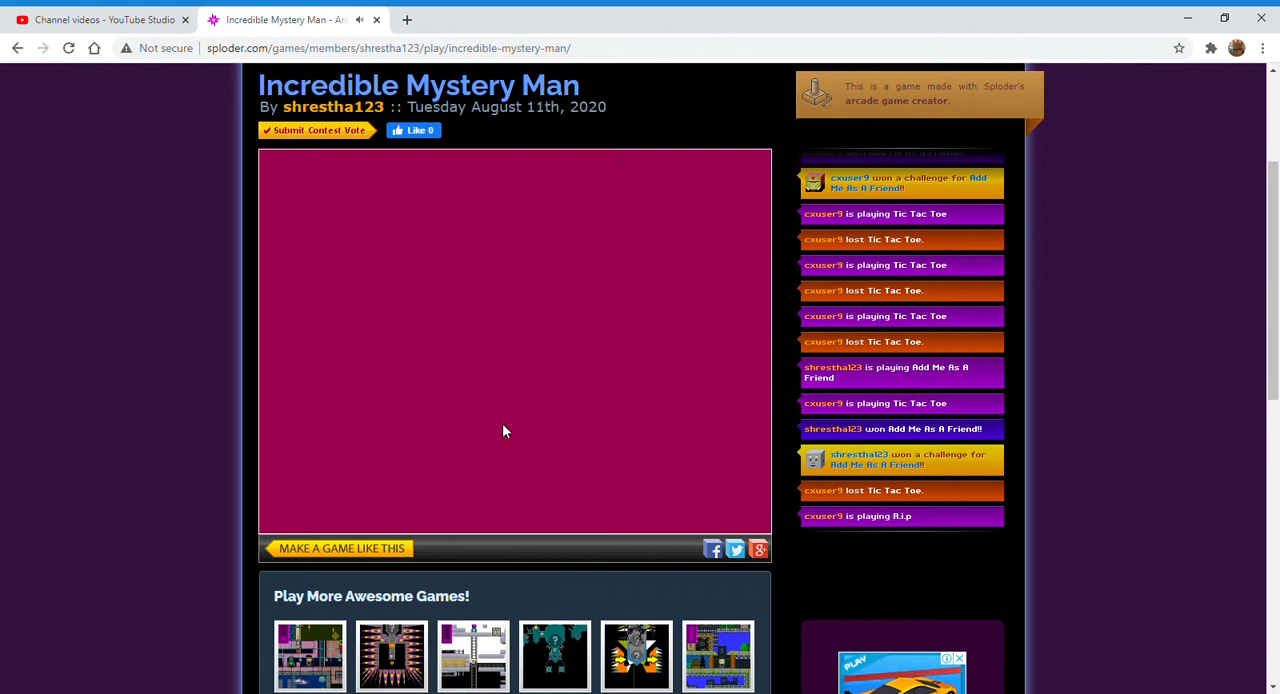 Channel videos - YouTube Studio
Incredible Mystery Man - Arc
Not secure
sploder.com/games/members/shrestha123/play/incredible-mystery-man/
Incredible Mystery Man
By shrestha123 :: Tuesday August 11th, 2020
Submit Contest Vote
Like 0
This is a game made with Sploder's
arcade game creator.
cxuser9 won a challenge for Add
Me As A Friend!!
cxuser9 is playing Tic Tac Toe
cxuser9 lost Tic Tac Toe.
cxuser9 is playing Tic Tac Toe
cxuser9 lost Tic Tac Toe.
cxuser9 is playing Tic Tac Toe
cxuser9 lost Tic Tac Toe.
shrestha123 is playing Add Me As A
Friend
cxuser9 is playing Tic Tac Toe
shrestha123 won Add Me As A Friend!!
shrestha123 won a challenge for
Add Me As A Friend!!
cxuser9 lost Tic Tac Toe.
cxuser9 is playing R.i.p
MAKE A GAME LIKE THIS
Play More Awesome Games!
PLAY